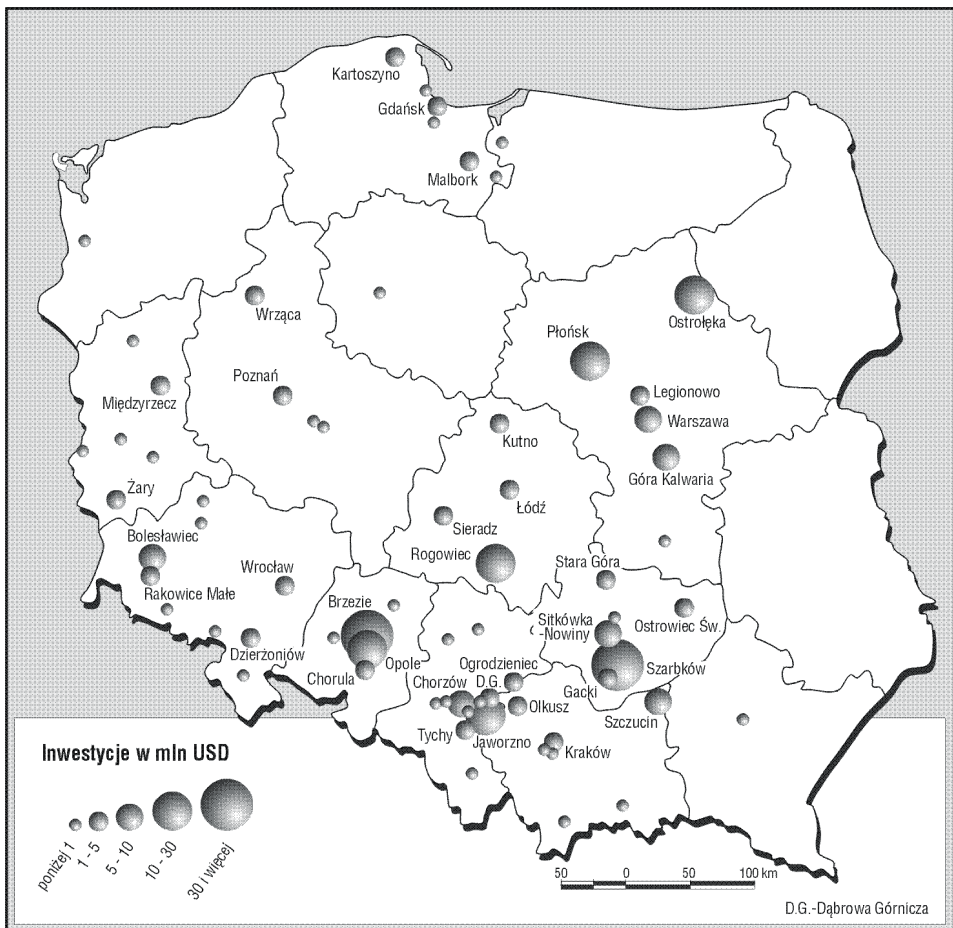 Kartoszyno
Gdańsk
Malbork
Wrząca
Ostrołęka
Płońsk
Poznań
Międzyrzecz
Legionowo
Warszawa
Kutno
Góra Kalwaria
Żary
Łódź
Sieradz
Bolesławiec
Rogowiec
Stara Góra
Wrocław
Rakowice Małe
Brzezie
Sitkówka
-Nowiny
Ostrowiec Św.
Dzierżoniów
Opole
Ogrodzieniec
Szarbków
Chorula
Chorzów
D.G.
Gacki
Olkusz
Szczucin
Tychy
Jaworzno
Kraków
Inwestycje w mln USD
poniżej 1
1 - 5
5 - 10
10 - 30
30 i więcej
50 0 50 100 km
D.G.-Dąbrowa Górnicza